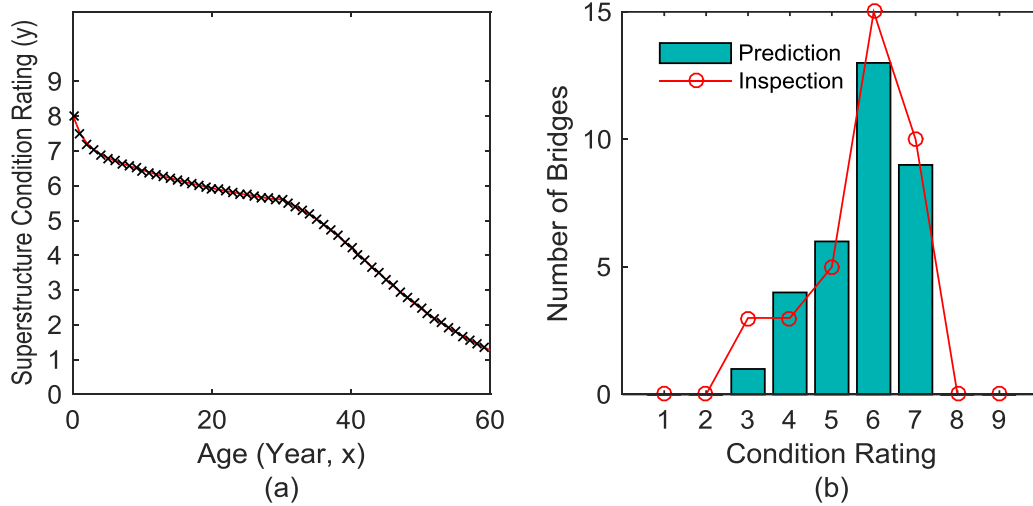 Superstructure Condition Rating (y)
9
8
7
6
5
4
3
2
1
0
0 20 40 60
Age (Year, x)
(a)
Number of Bridges
15
10
5
0
Prediction
Inspection
1 2 3 4 5 6 7 8 9
Condition Rating
(b)